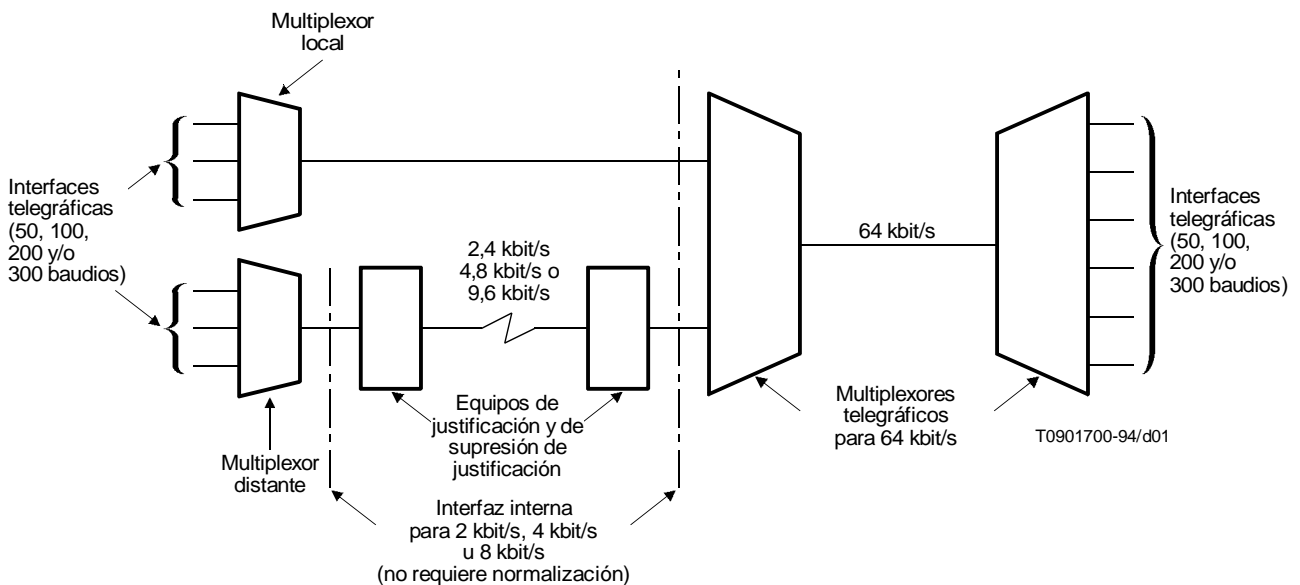 Multiplexor
local
Interfaces
telegráficas
(50, 100,
200 y/o
300 baudios)
2,4 kbit/s
4,8 kbit/s o
9,6 kbit/s
64 kbit/s
Interfaces
telegráficas
(50, 100,
200 y/o
300 baudios)
Equipos de
justificación y de
supresión de
justificación
Multiplexores
telegráficos
para 64 kbit/s
T0901700-94/d01
Multiplexor
distante
Interfaz interna
para 2 kbit/s, 4 kbit/s
u 8 kbit/s
(no requiere normalización)